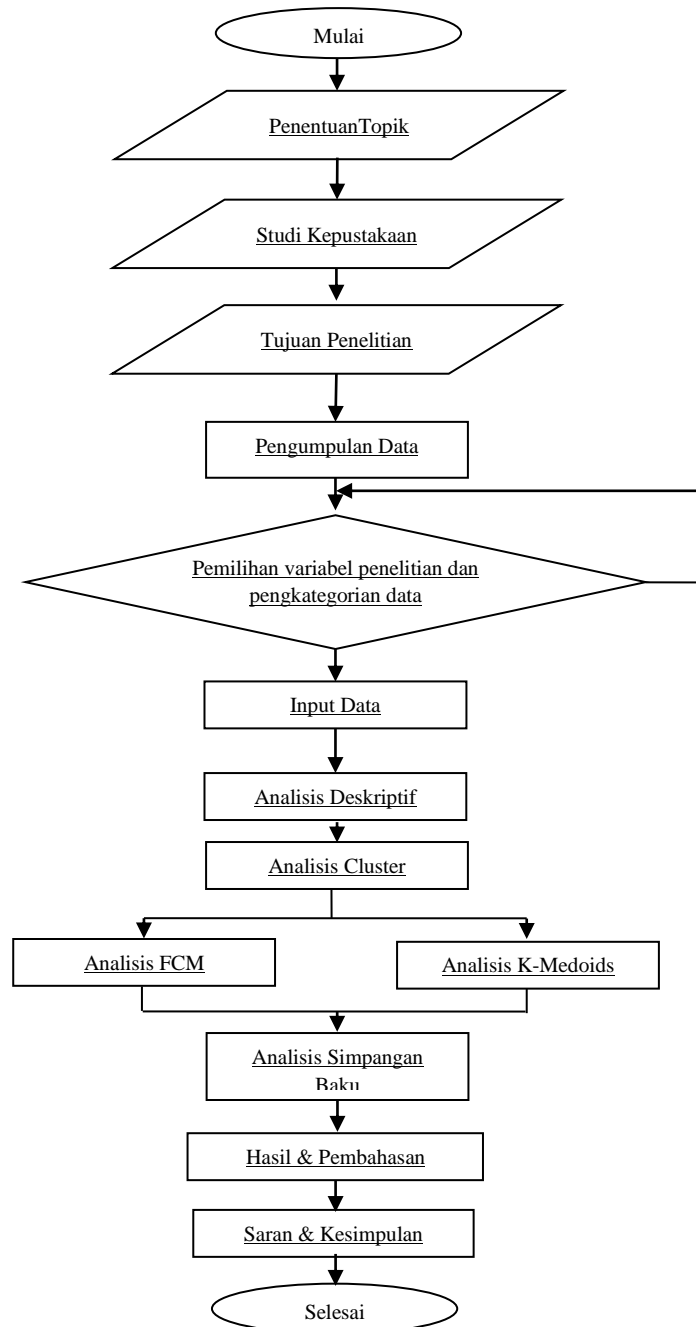 Mulai
PenentuanTopik
Studi Kepustakaan
Tujuan Penelitian
Pengumpulan Data
Pemilihan variabel penelitian dan
pengkategorian data
Input Data
Analisis Deskriptif
Analisis Cluster
Analisis FCM
Analisis K-Medoids
Analisis Simpangan
Baku
Hasil & Pembahasan
Saran & Kesimpulan
Selesai